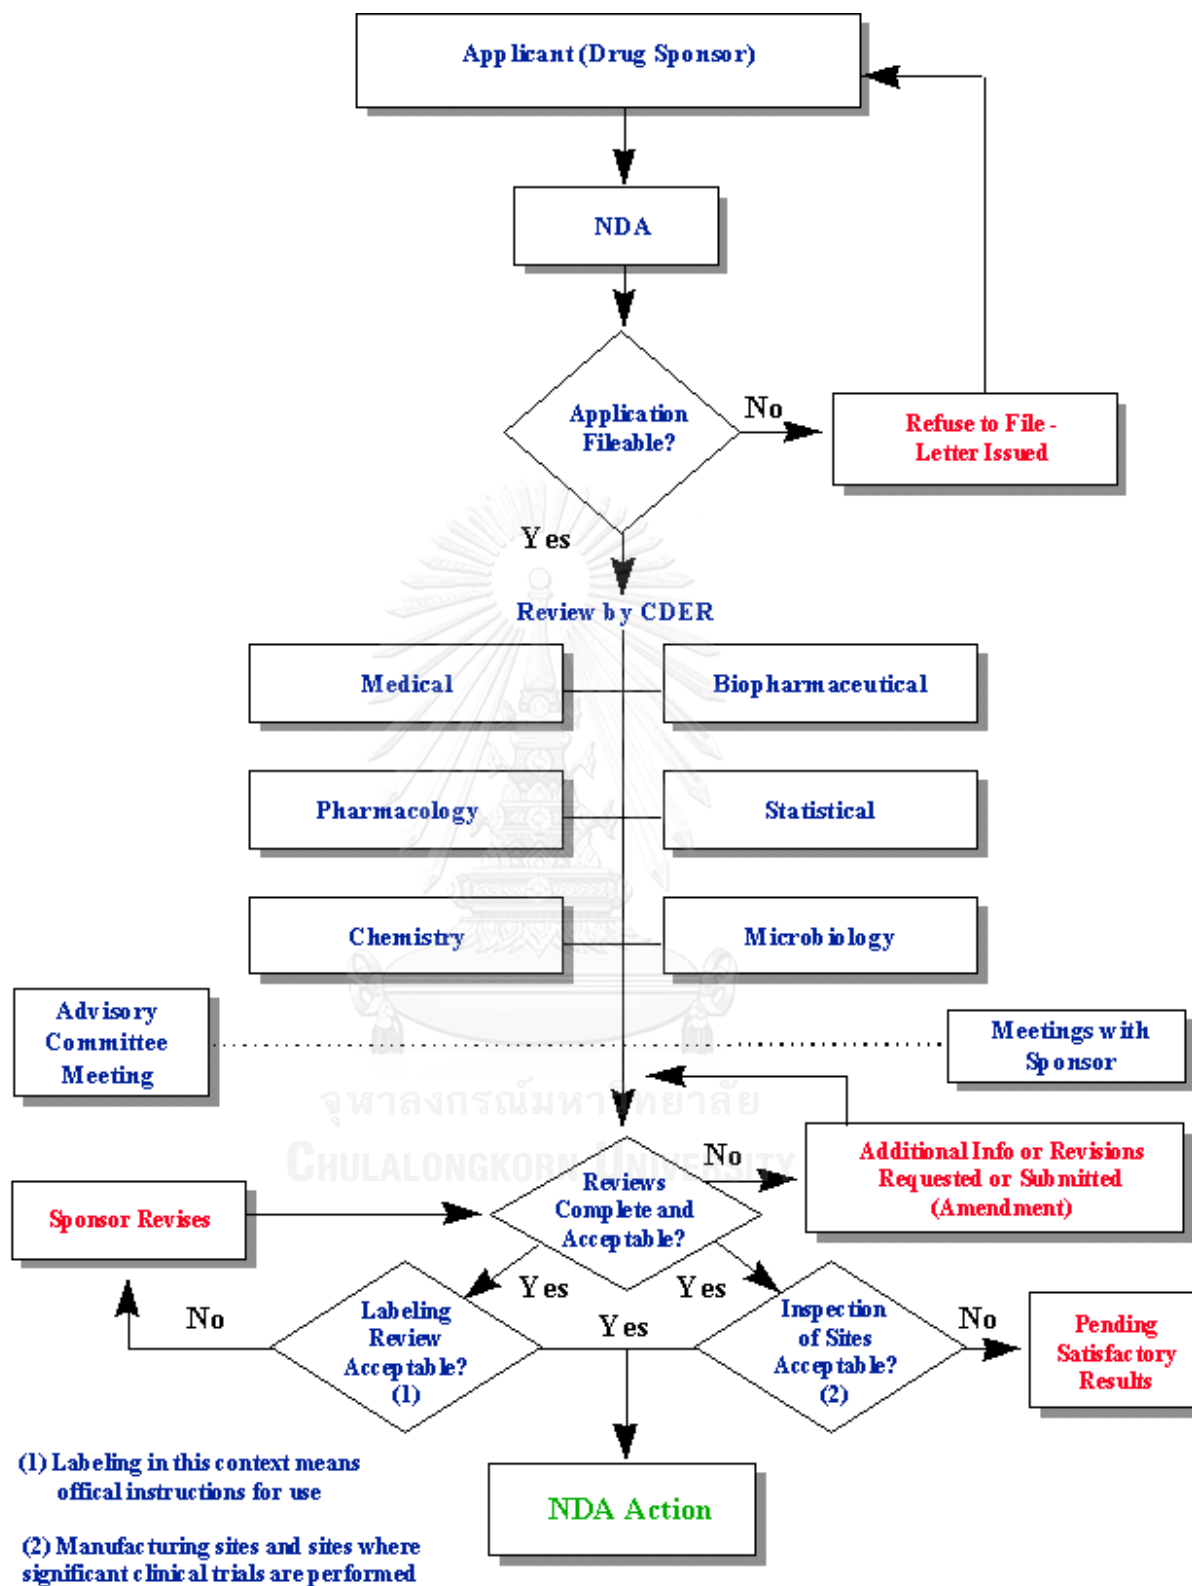 Applicant (Drug Sponsor)
NDA
Application
Fileable?
No
Refuse to File -
Letter Issued
Yes
Review by CDER
Medical
Biopharmaceutical
Pharmacology
Statistical
Chemistry
Microbiology
Advisory
Committee
Meeting
Meetings with
Sponsor
จุฬาลงกรณ์มหาวิทยาลัย
CHULALONGKORN UNIVERSITY
Reviews
Complete and
Acceptable?
No
Additional Info or Revisions
Requested or Submitted
(Amendment)
Sponsor Revises
Yes
Yes
No
Labeling
Review
Acceptable?
(1)
Yes
Inspection
of Sites
Acceptable?
(2)
No
Pending
Satisfactory
Results
(1) Labeling in this context means
offical instructions for use
NDA Action
(2) Manufacturing sites and sites where
significant clinical trials are performed